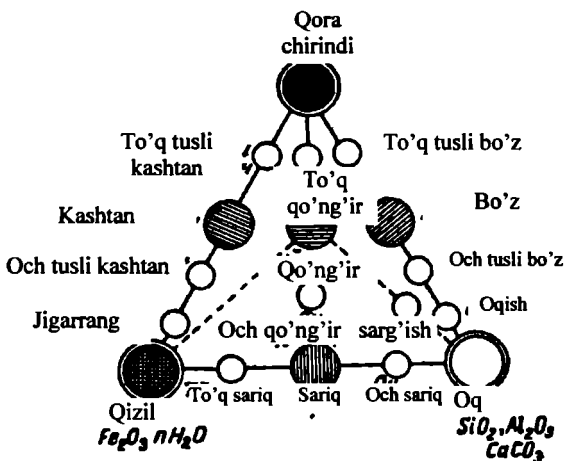 Qora
chirindi
To'q tusli
kashtan
To'q tusli bo'z
To'q
qo'ng'ir
Kashtan
Bo'z
Qo'ng'ir
Och tusli kashtan
Och tusli bo'z
Oqish
Jigarrang
Och qo'ng'ir
sarg'ish
Qizil
To'q sariq
Sariq
Och sariq
Oq
Fe₂O₃ nH₂O
SiO₂, Al₂O₃
CaCO₃